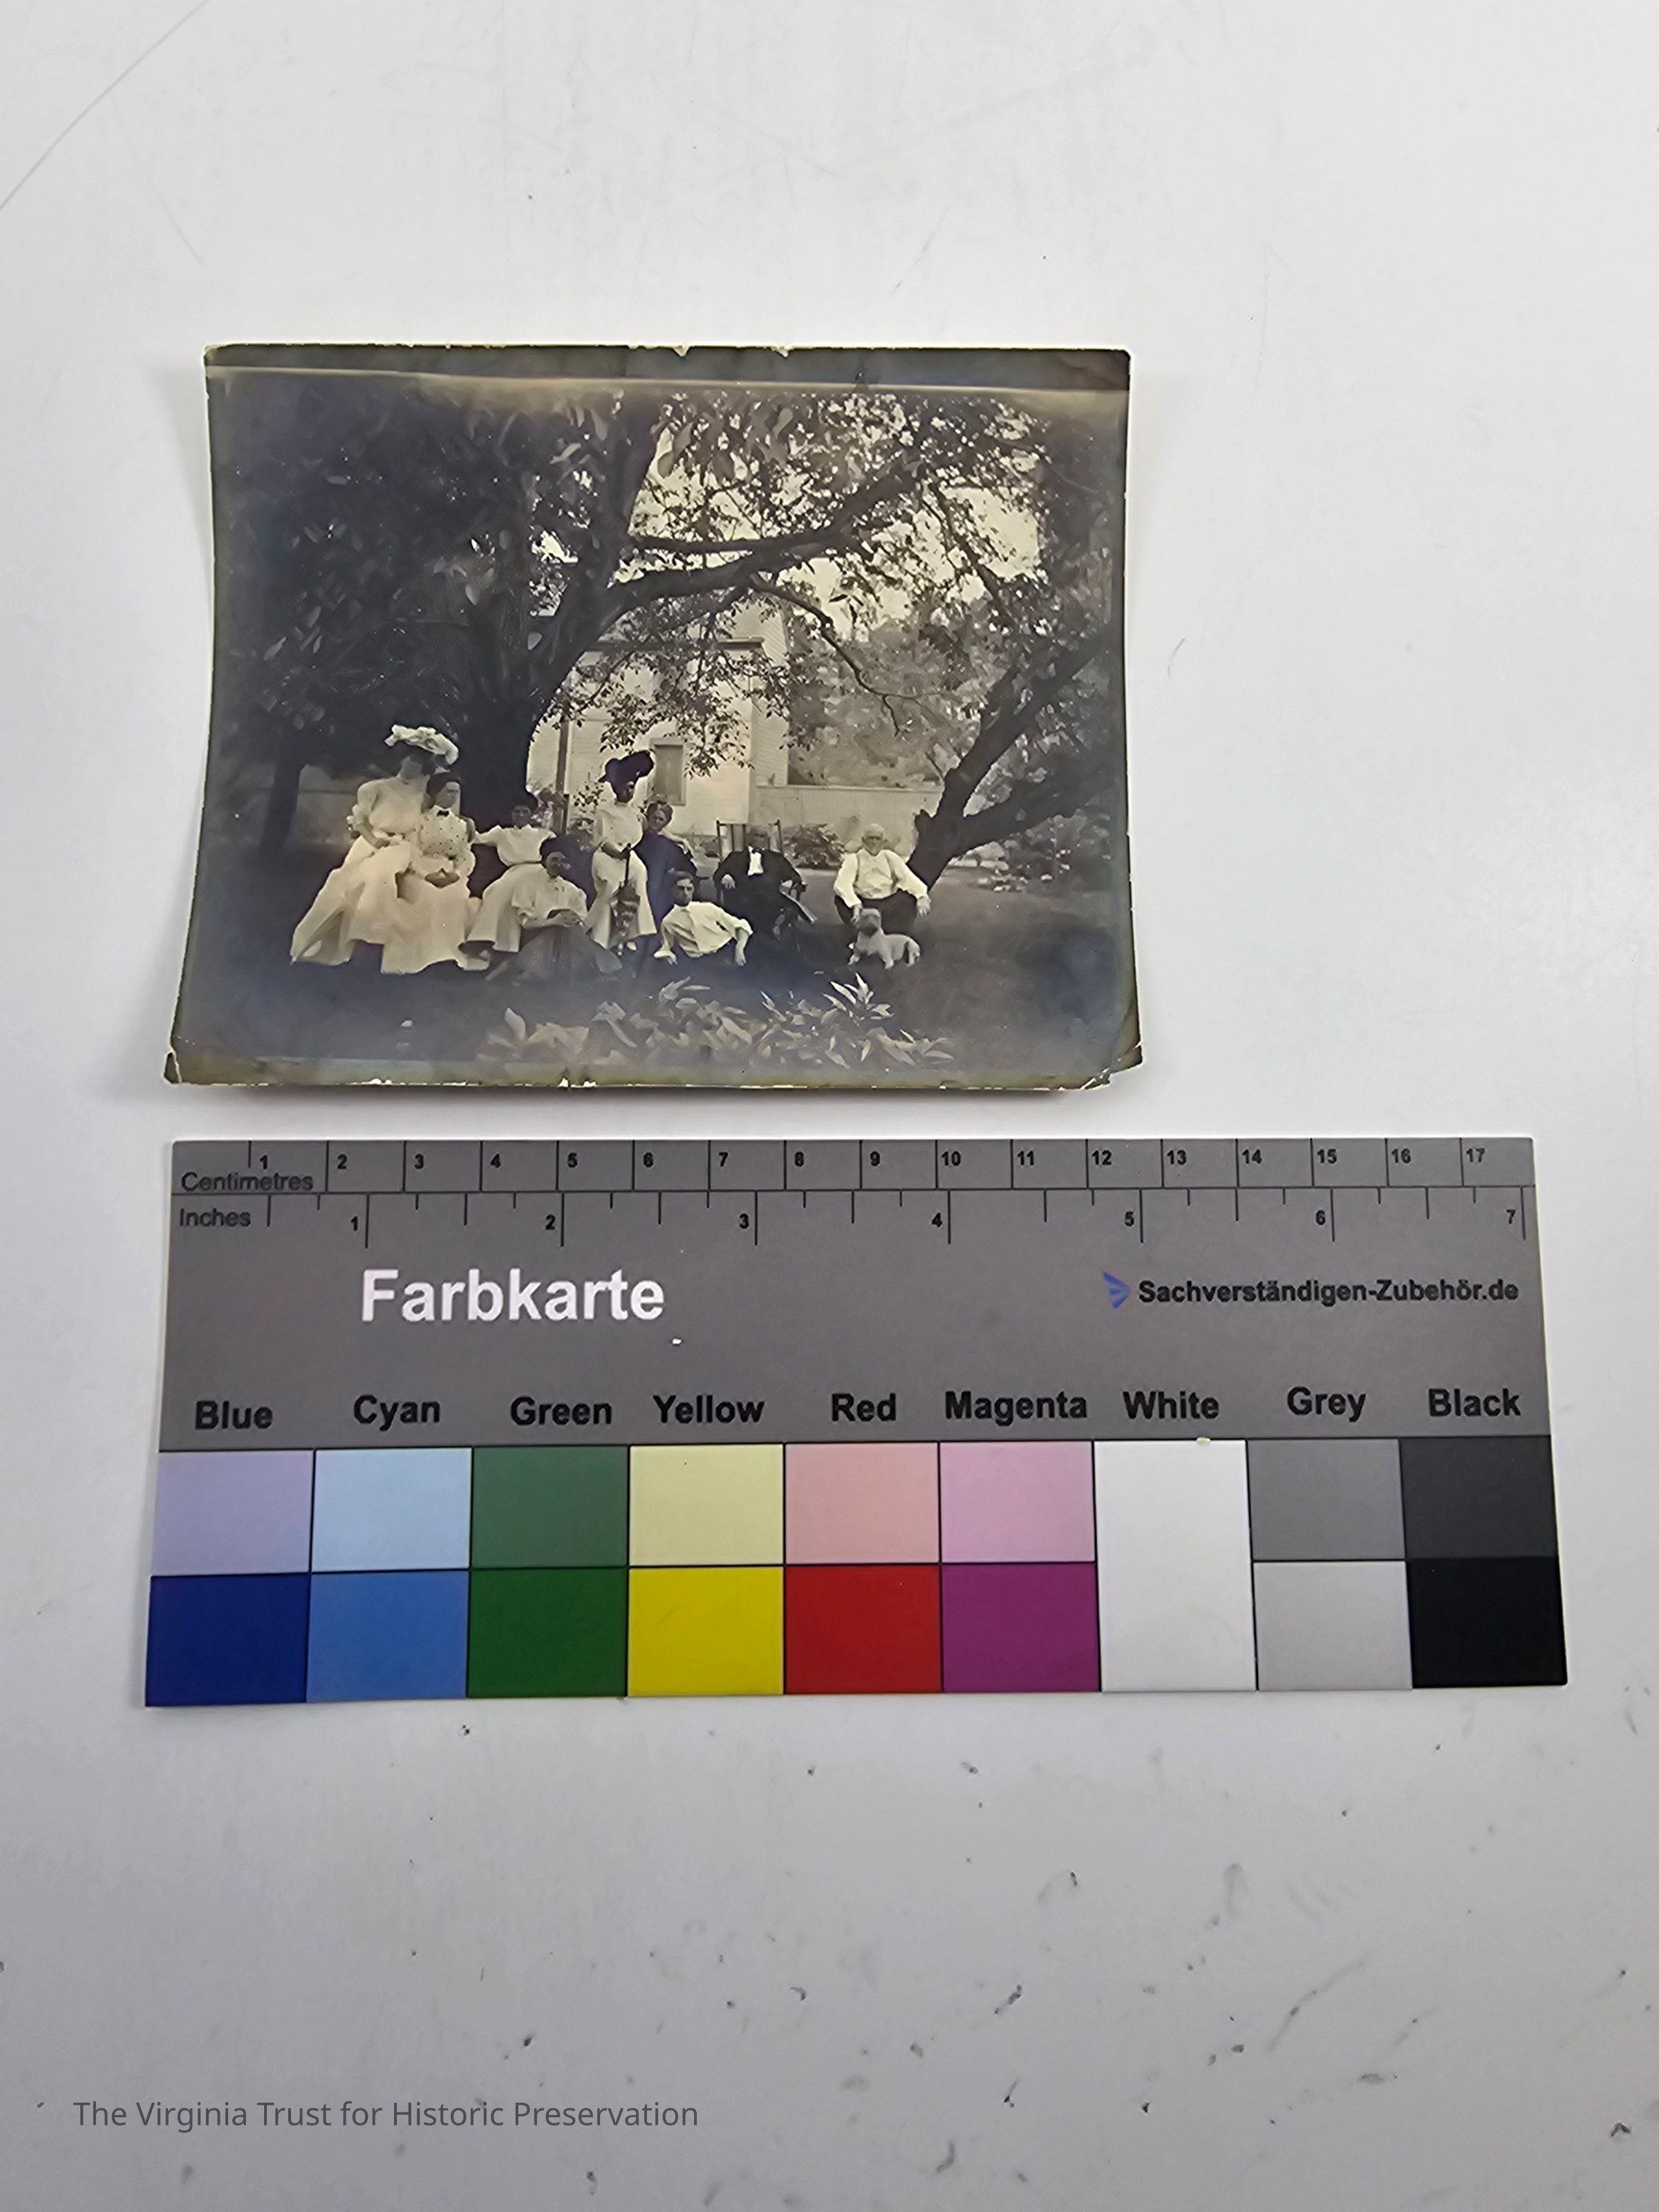 1 2 3 4 5 6 7 8 9 10 11 12 13 14 15 16 17
Centimetres
Inches 1 2 3 4 5 6 7
Farbkarte
Sachverständigen-Zubehör.de
Blue Cyan Green Yellow Red Magenta White Grey Black
The Virginia Trust for Historic Preservation